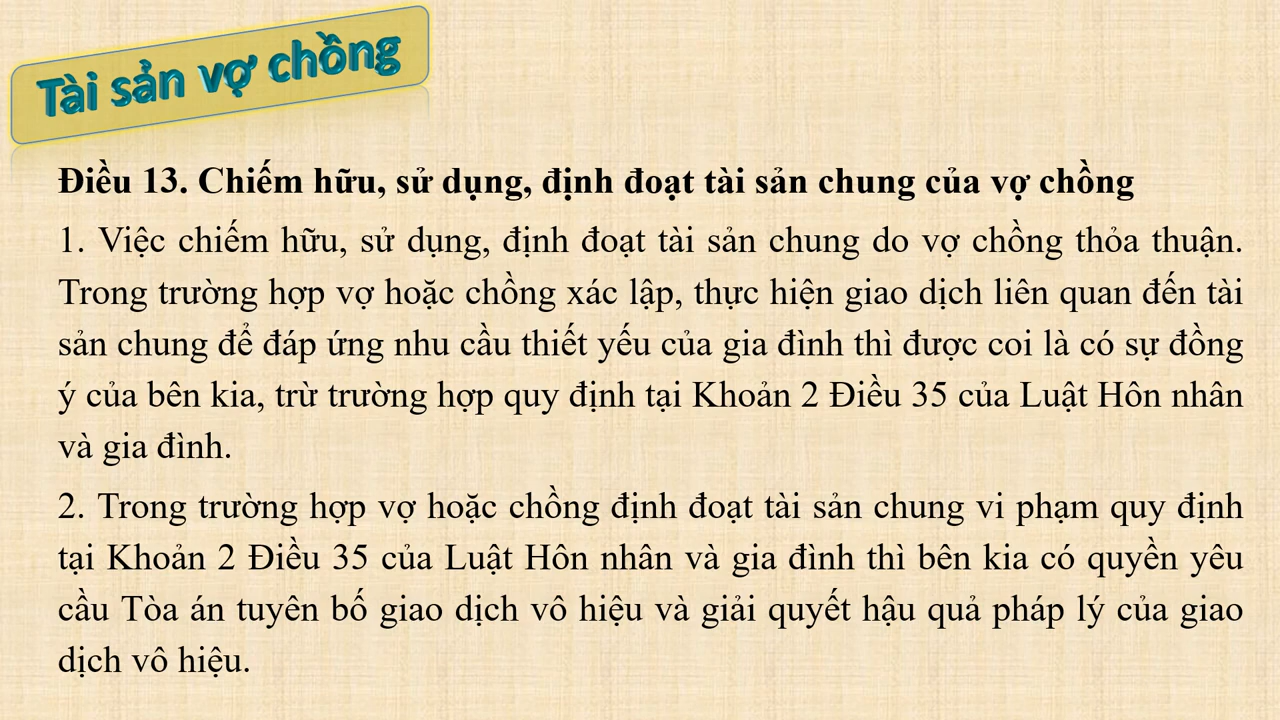 Tài sản vợ chồng
Điều 13. Chiếm hữu, sử dụng, định đoạt tài sản chung của vợ chồng
1. Việc chiếm hữu, sử dụng, định đoạt tài sản chung do vợ chồng thỏa thuận.
Trong trường hợp vợ hoặc chồng xác lập, thực hiện giao dịch liên quan đến tài
sản chung để đáp ứng nhu cầu thiết yếu của gia đình thì được coi là có sự đồng
ý của bên kia, trừ trường hợp quy định tại Khoản 2 Điều 35 của Luật Hôn nhân
và gia đình.
2. Trong trường hợp vợ hoặc chồng định đoạt tài sản chung vi phạm quy định
tại Khoản 2 Điều 35 của Luật Hôn nhân và gia đình thì bên kia có quyền yêu
cầu Tòa án tuyên bố giao dịch vô hiệu và giải quyết hậu quả pháp lý của giao
dịch vô hiệu.